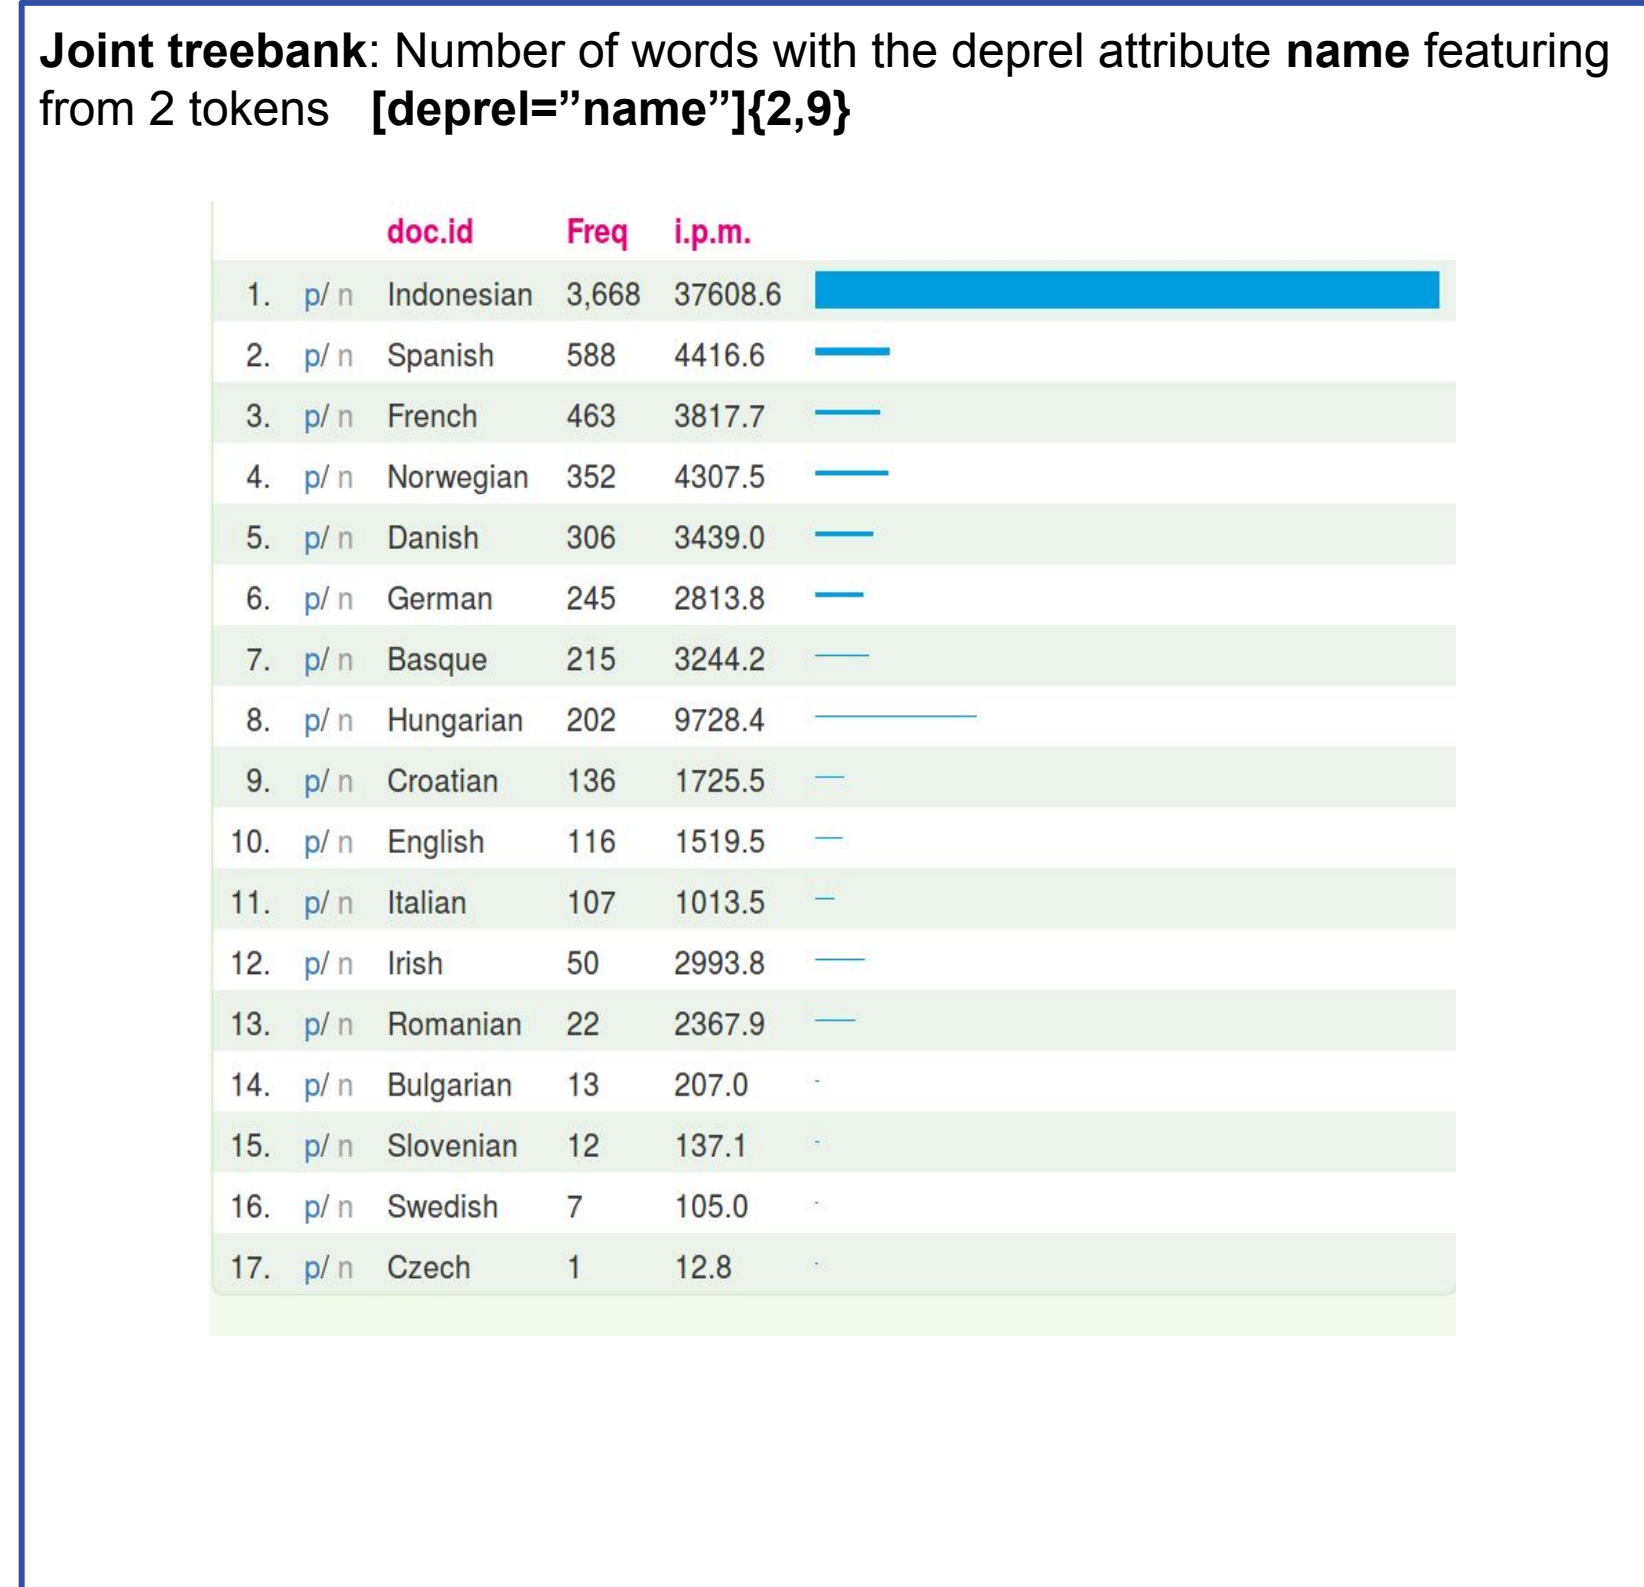 Joint treebank: Number of words with the deprel attribute name featuring
from 2 tokens [deprel=”name”]{2,9}
doc.id Freq i.p.m.
1. p/ n Indonesian 3,668 37608.6
2. p/ n Spanish 588 4416.6
3. p/ n French 463 3817.7
4. p/ n Norwegian 352 4307.5
5. p/ n Danish 306 3439.0
6. p/ n German 245 2813.8
7. p/ n Basque 215 3244.2
8. p/ n Hungarian 202 9728.4
9. p/ n Croatian 136 1725.5
10. p/ n English 116 1519.5
11. p/ n Italian 107 1013.5
12. p/ n Irish 50 2993.8
13. p/ n Romanian 22 2367.9
14. p/ n Bulgarian 13 207.0
15. p/ n Slovenian 12 137.1
16. p/ n Swedish 7 105.0
17. p/ n Czech 1 12.8